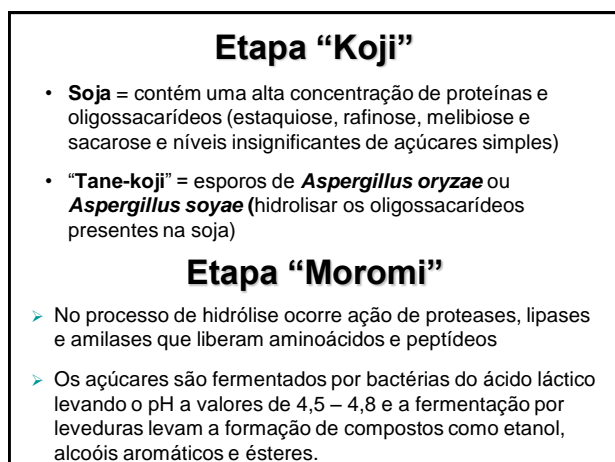 Etapa “Koji”
• Soja = contém uma alta concentração de proteínas e
oligossacarídeos (estaquiose, rafinose, melibiose e
sacarose e níveis insignificantes de açúcares simples)
• “Tane-koji” = esporos de Aspergillus oryzae ou
Aspergillus soyae (hidrolisar os oligossacarídeos
presentes na soja)
Etapa “Moromi”
➢ No processo de hidrólise ocorre ação de proteases, lipases
e amilases que liberam aminoácidos e peptídeos
➢ Os açúcares são fermentados por bactérias do ácido láctico
levando o pH a valores de 4,5 – 4,8 e a fermentação por
leveduras levam a formação de compostos como etanol,
alcoóis aromáticos e ésteres.